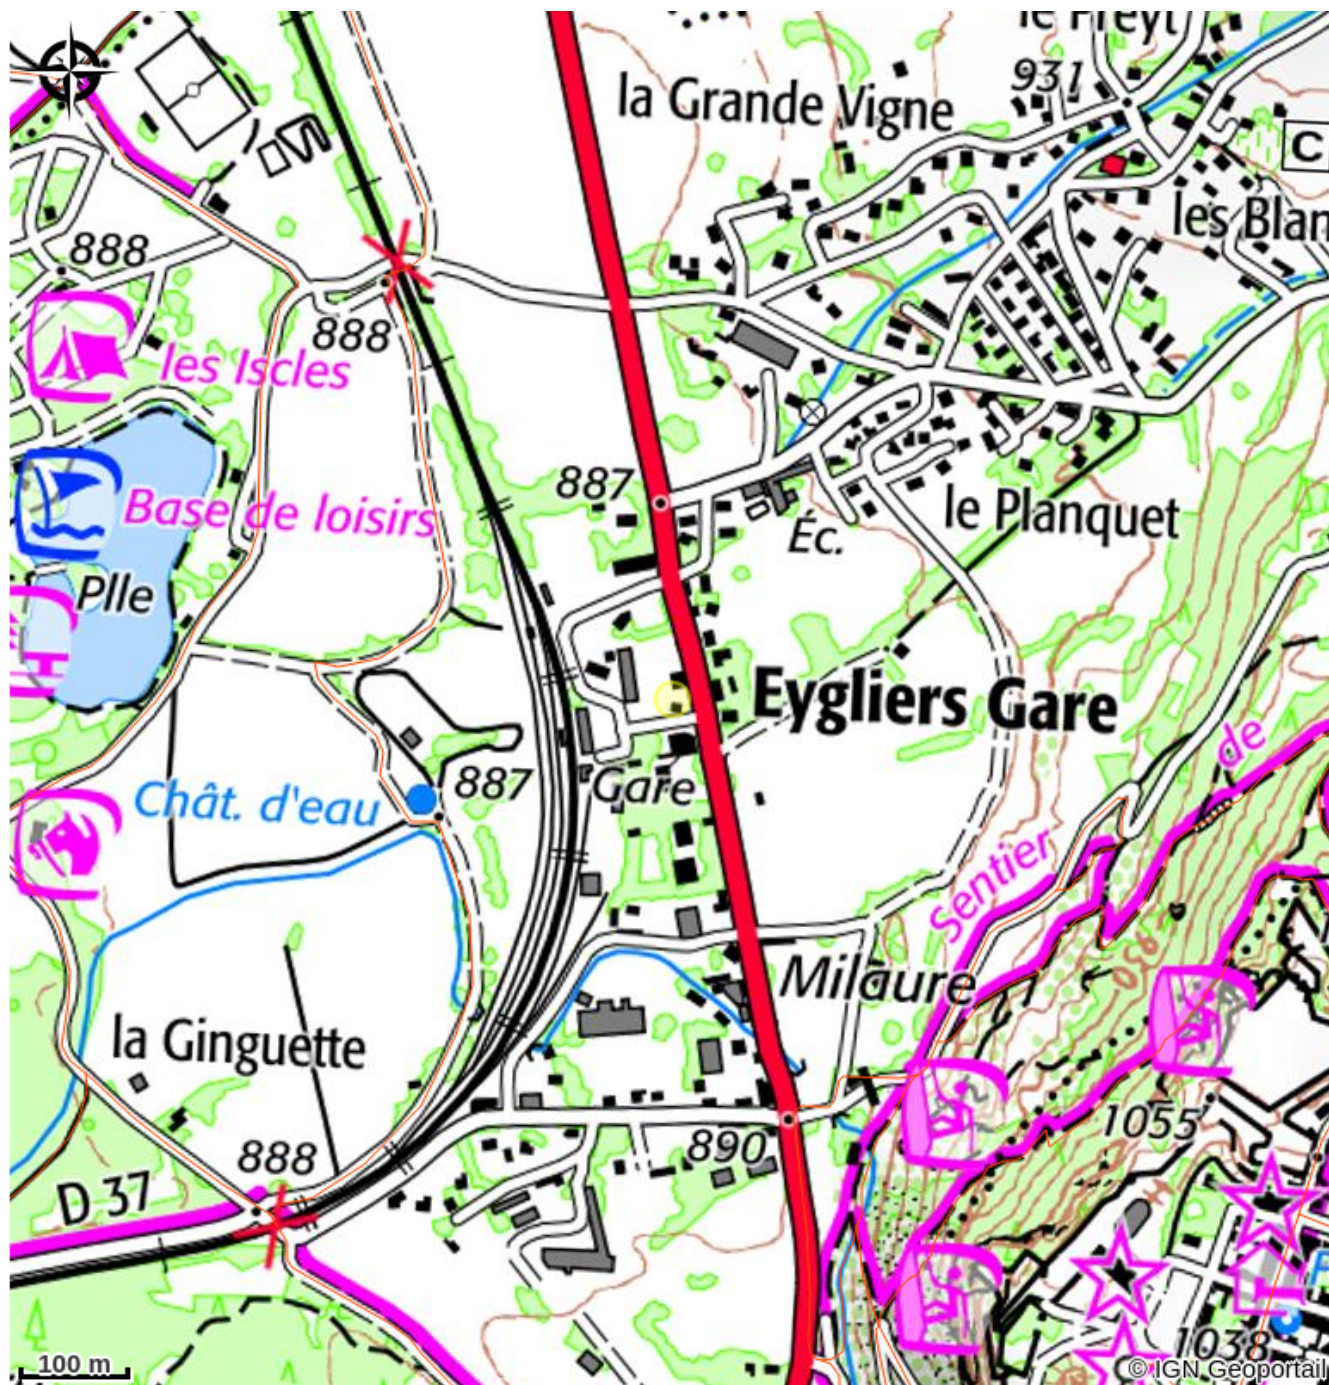 le Freyt
931
la Grande Vigne
C
les Blan
888
888
les Iscles
887
Base de loisirs
le Planquet
Éc.
Plle
Eygliers Gare
de
887
Gare
Chât. d'eau
Sentier
930
Milaure
la Ginguette
1055
888
890
D 37
1038
100 m
© IGN Geoportail